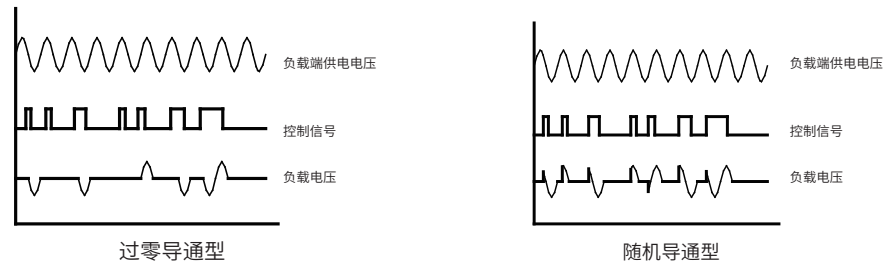 负载端供电电压
控制信号
负载电压
过零导通型
负载端供电电压
控制信号
负载电压
随机导通型